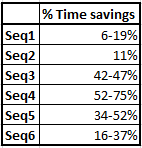 % Time savings
Seq1 6-19%
Seq2 11%
Seq3 42-47%
Seq4 52-75%
Seq5 34-52%
Seq6 16-37%